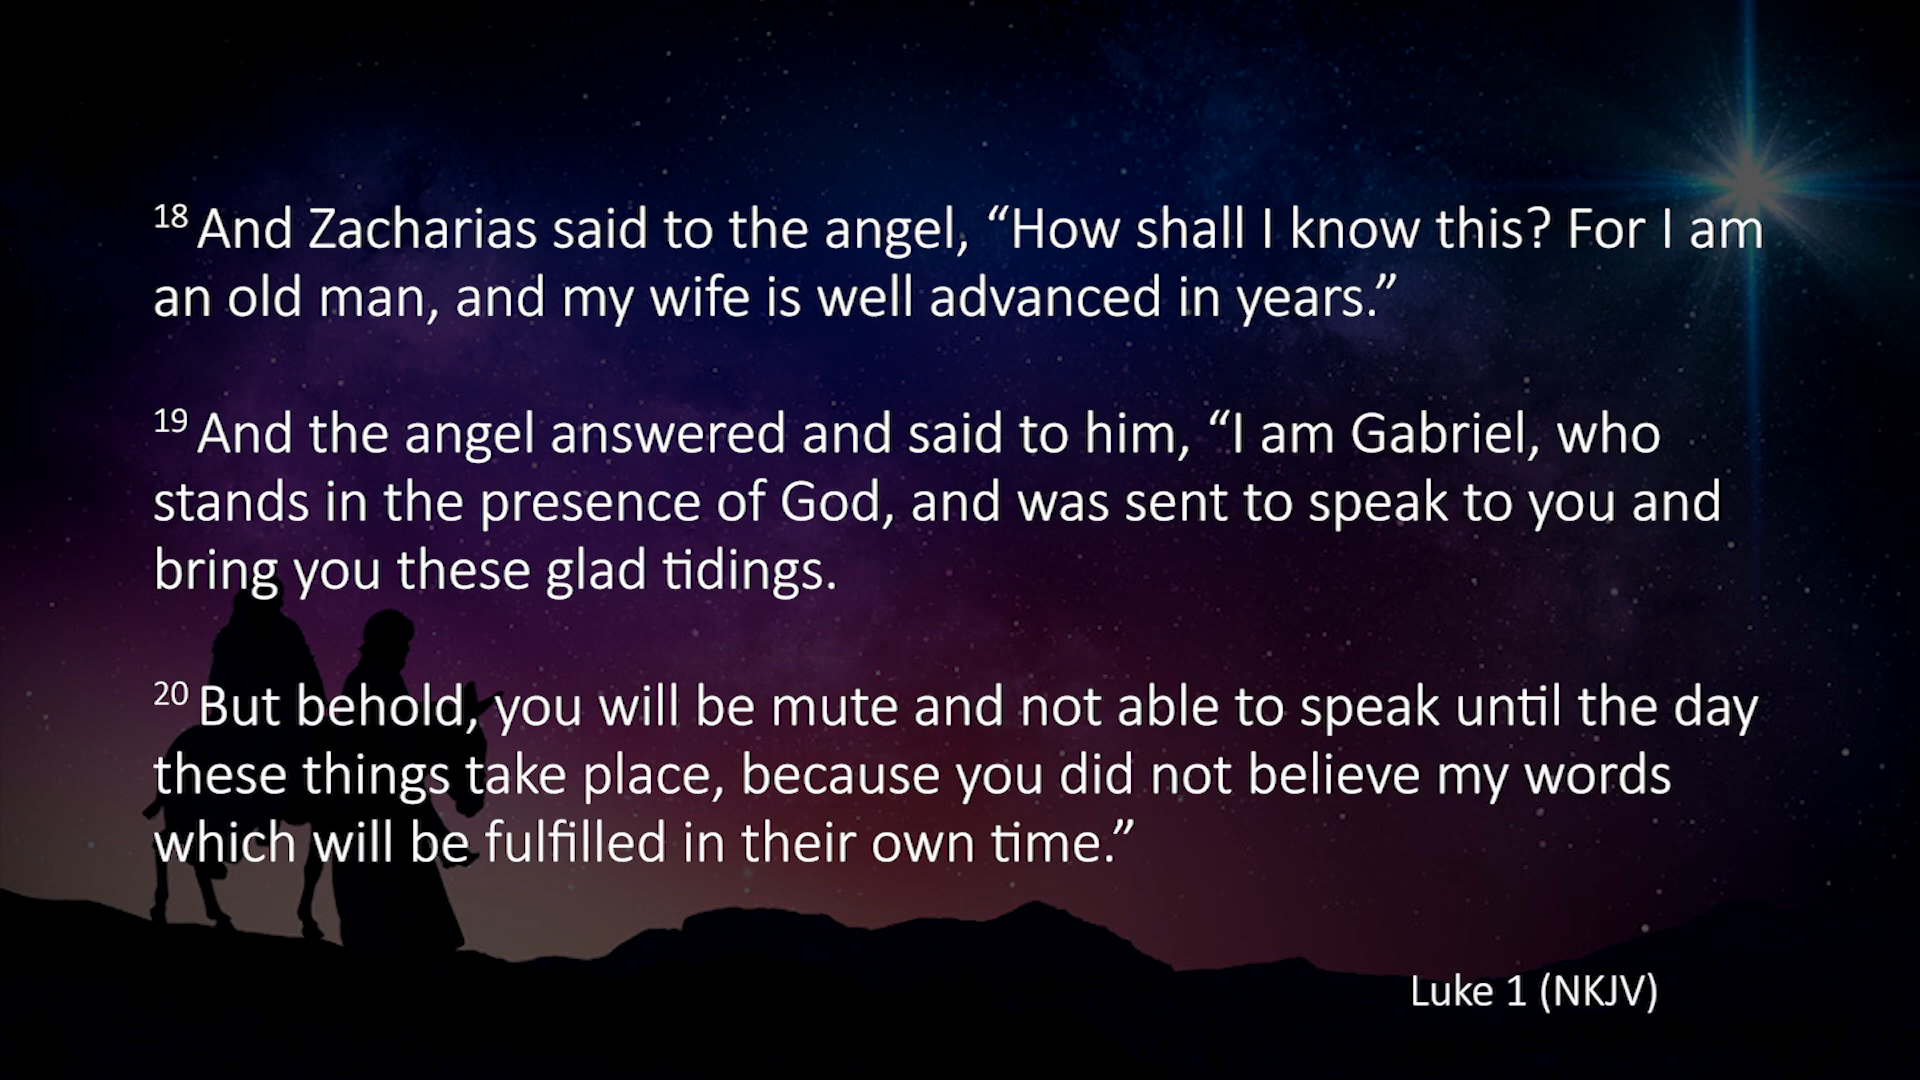 18 And Zacharias said to the angel, “How shall I know this? For I am
an old man, and my wife is well advanced in years.”
19 And the angel answered and said to him, “I am Gabriel, who
stands in the presence of God, and was sent to speak to you and
bring you these glad tidings.
20 But behold, you will be mute and not able to speak until the day
these things take place, because you did not believe my words
which will be fulfilled in their own time.”
Luke 1 (NKJV)